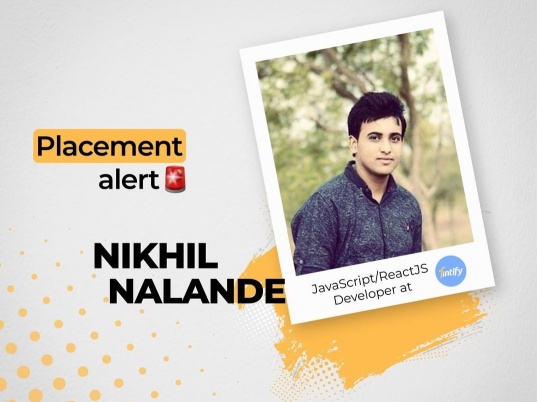 Placement
alert
NIKHIL
NALANDE
JavaScript/ReactJS
Developer at